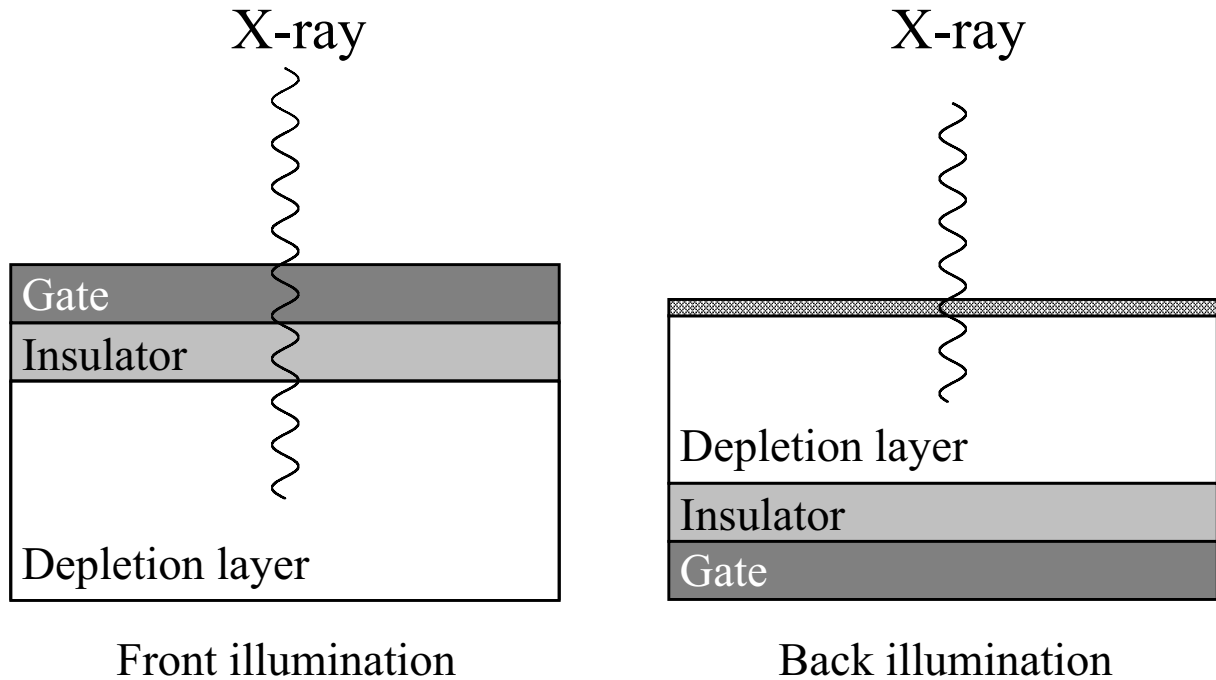 X-ray
Gate
Insulator
Depletion layer
Front illumination
X-ray
Depletion layer
Insulator
Gate
Back illumination